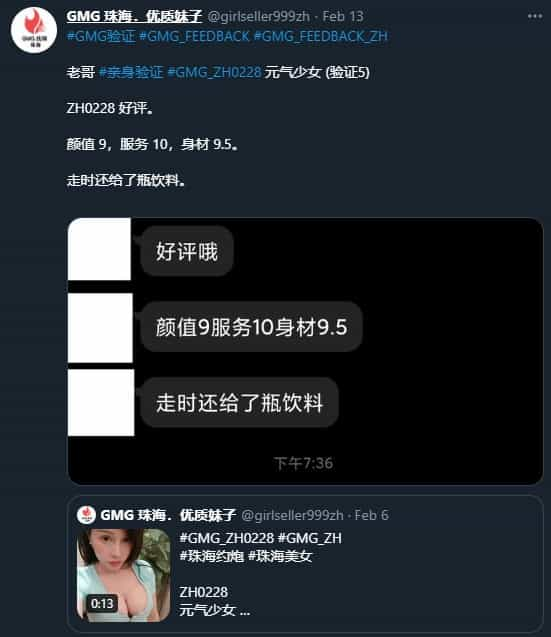 GMG 珠海．优质妹子 @girlseller999zh · Feb 13
#GMG验证 #GMG_FEEDBACK #GMG_FEEDBACK_ZH
老哥 #亲身验证 #GMG_ZH0228 元气少女 (验证5)
ZH0228 好评。
颜值 9，服务 10，身材 9.5。
走时还给了瓶饮料。
好评哦
颜值9服务10身材9.5
走时还给了瓶饮料
下午7:36
GMG 珠海．优质妹子 @girlseller999zh · Feb 6
#GMG_ZH0228 #GMG_ZH
#珠海约炮 #珠海美女
ZH0228
元气少女 ...
0:13